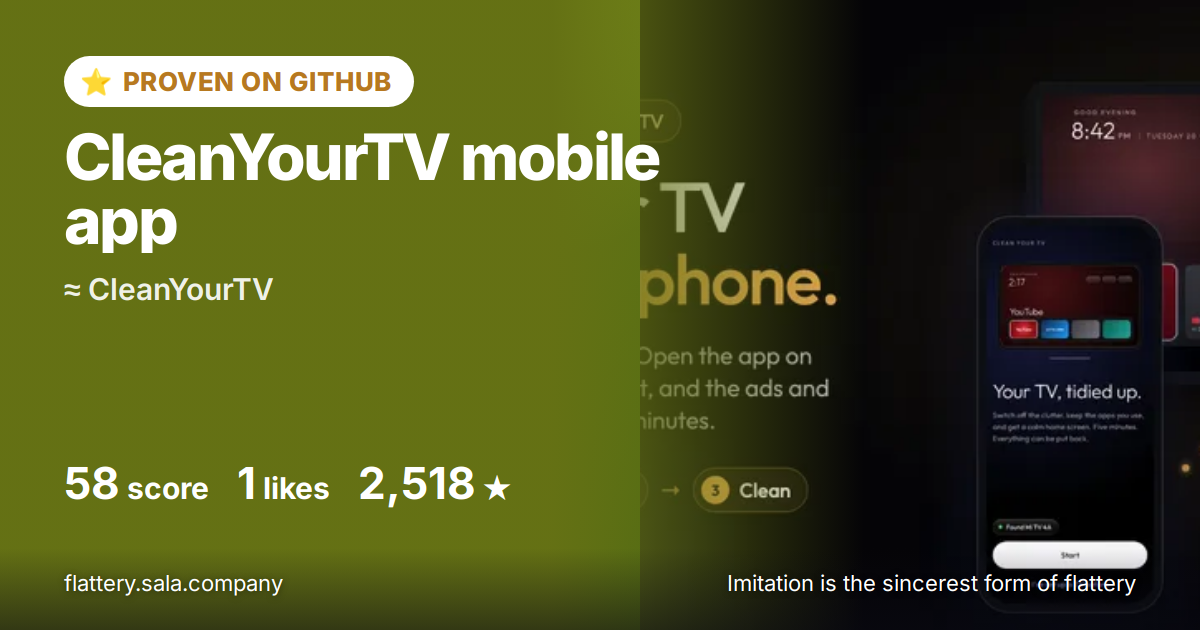 ⭐ PROVEN ON GITHUB
CleanYourTV mobile
app
≈ CleanYourTV
58 score 1 likes 2,518 ★
flattery.sala.company
TV
TV
phone.
Open the app on
t, and the ads and
minutes.
→ 3 Clean
GOOD EVENING
8:42 PM | TUESDAY 20
CLEAN YOUR TV
2:17
YouTube
Your TV, tidied up.
Switch off the clutter, keep the apps you use,
and get a calm home screen. Five minutes.
Everything can be put back.
Start
Imitation is the sincerest form of flattery